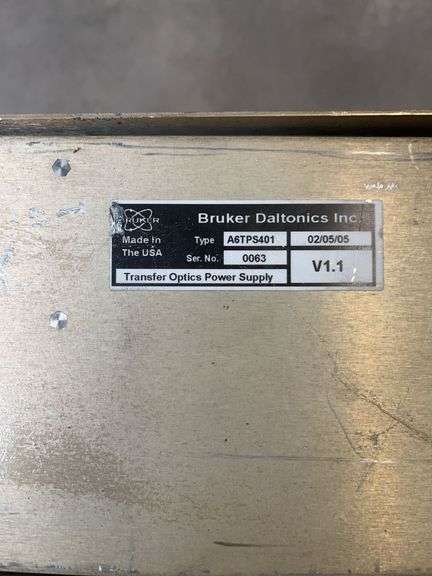 BRUKER
Bruker Daltonics Inc.
Made In The USA
Type A6TPS401 02/05/05
Ser. No. 0063 V1.1
Transfer Optics Power Supply